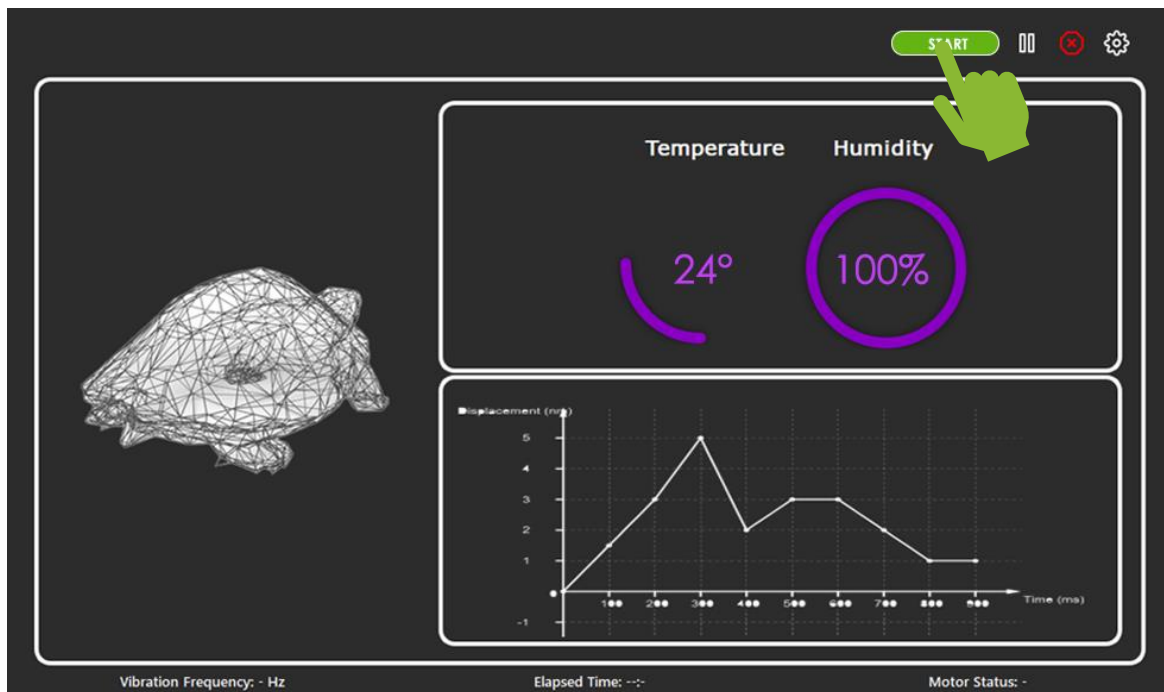 START
Temperature Humidity
24° 100%
Displacement (nm)
5
4
3
2
1
0
-1
100 200 300 400 500 600 700 800 900
Time (ms)
Vibration Frequency: - Hz Elapsed Time: --:- Motor Status: -